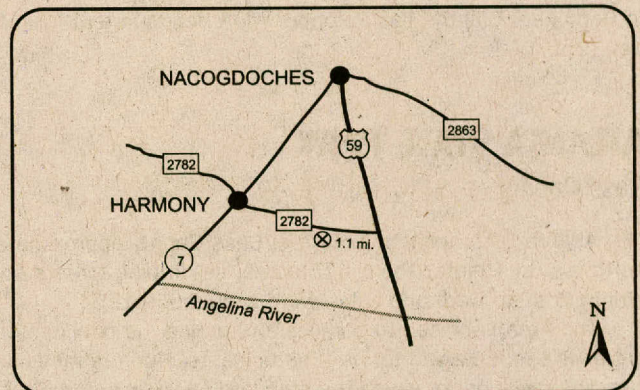 NACOGDOCHES
2863
59
2782
HARMONY
2782
1.1 mi.
7
Angelina River
N